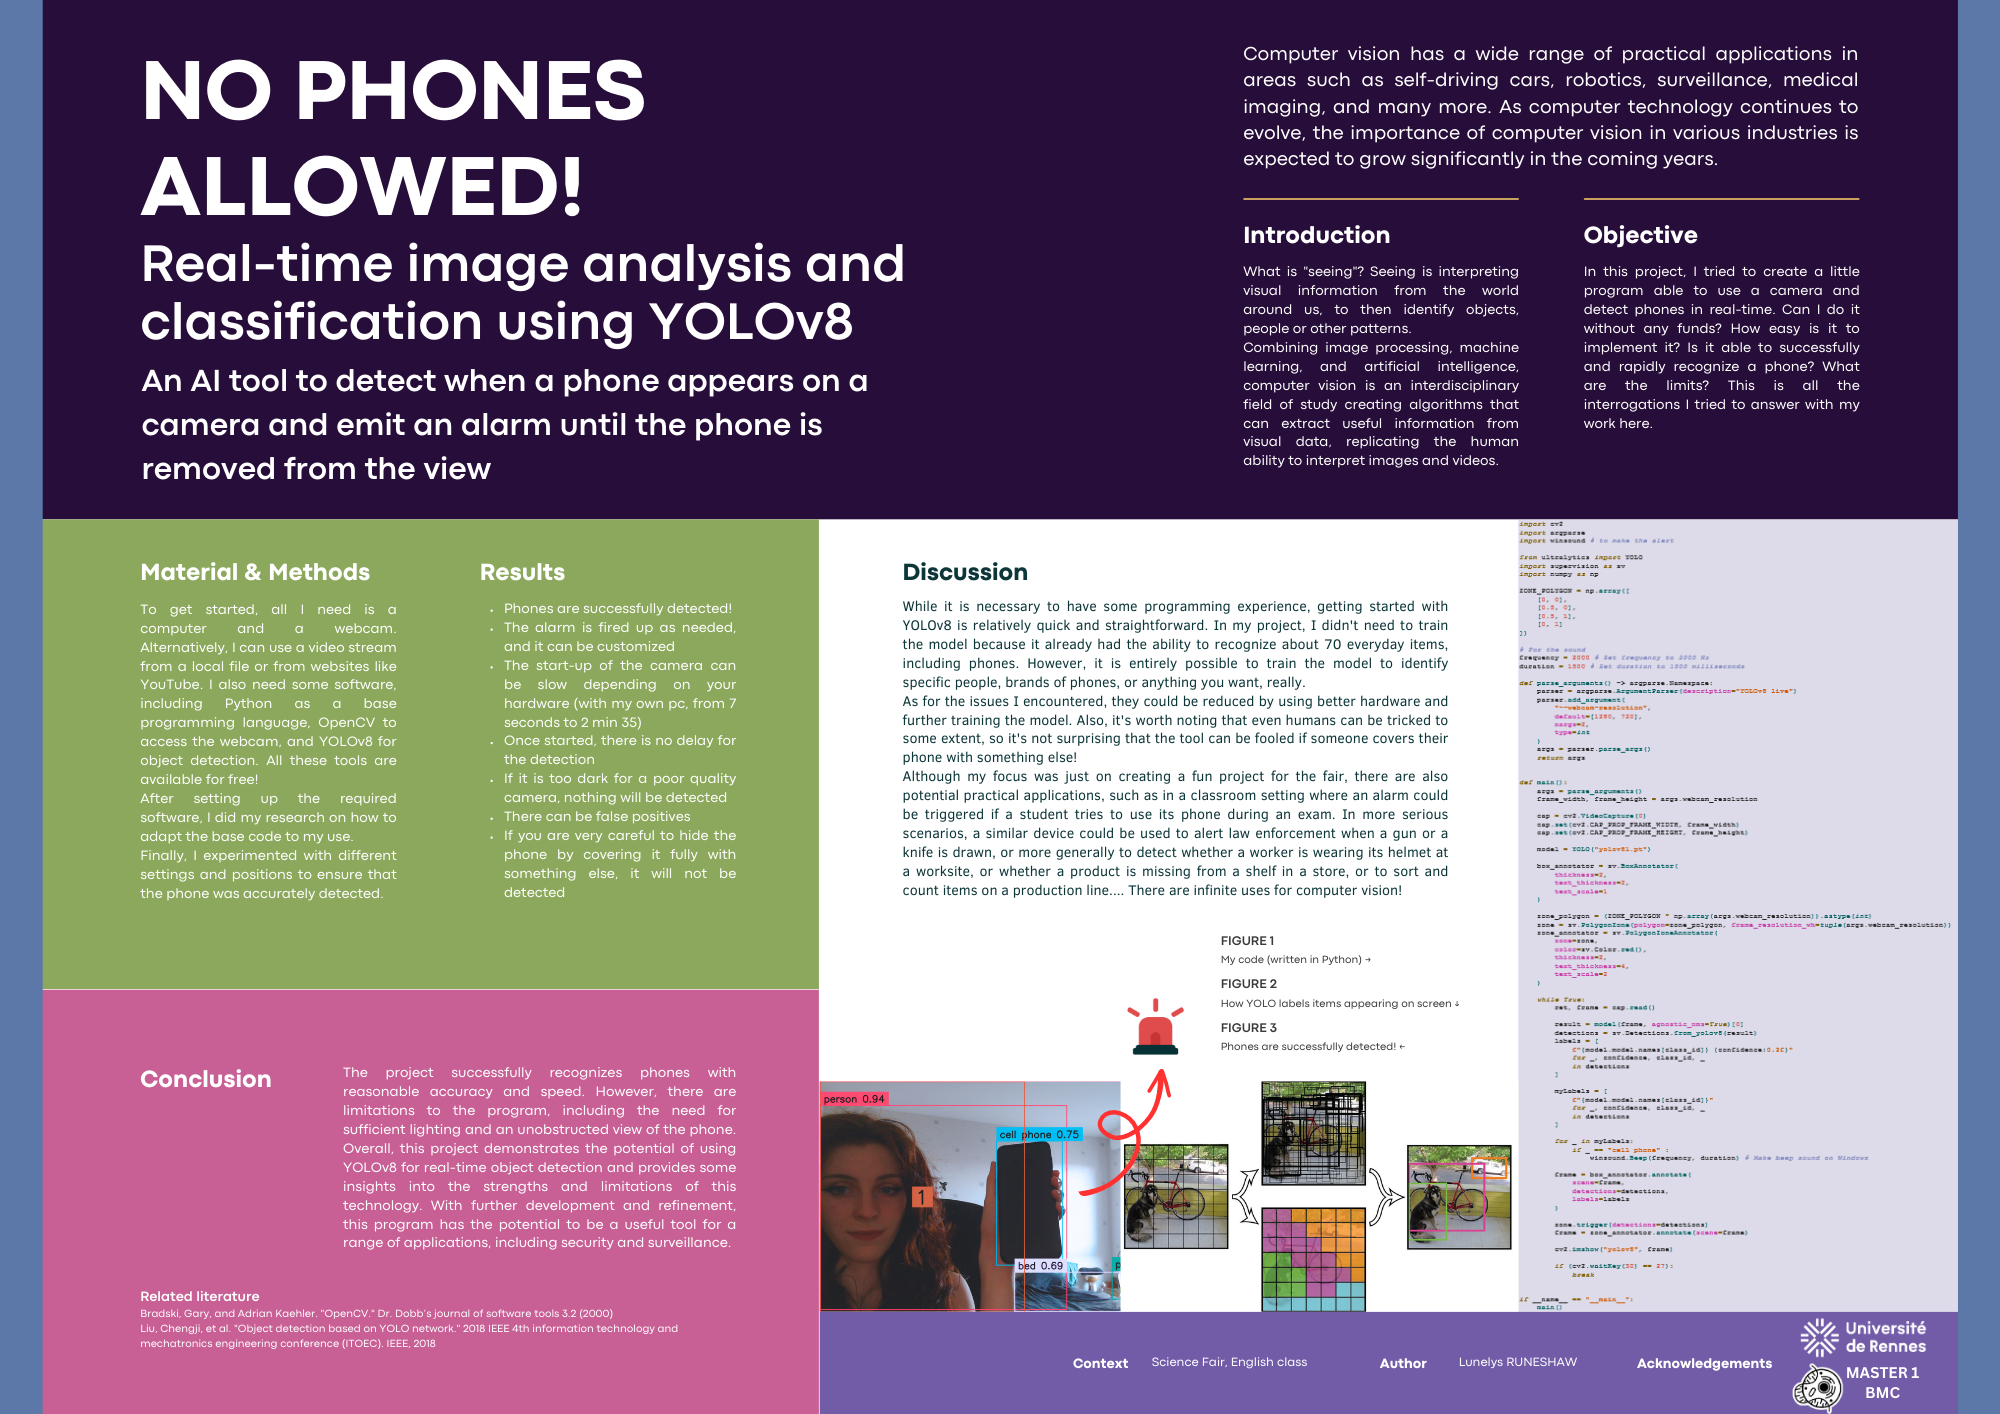 NO PHONES
ALLOWED!
Real-time image analysis and
classification using YOLOv8
An AI tool to detect when a phone appears on a
camera and emit an alarm until the phone is
removed from the view
Computer vision has a wide range of practical applications in
areas such as self-driving cars, robotics, surveillance, medical
imaging, and many more. As computer technology continues to
evolve, the importance of computer vision in various industries is
expected to grow significantly in the coming years.
Introduction
What is "seeing"? Seeing is interpreting
visual information from the world
around us, to then identify objects,
people or other patterns.
Combining image processing, machine
learning, and artificial intelligence,
computer vision is an interdisciplinary
field of study creating algorithms that
can extract useful information from
visual data, replicating the human
ability to interpret images and videos.
Objective
In this project, I tried to create a little
program able to use a camera and
detect phones in real-time. Can I do it
without any funds? How easy is it to
implement it? Is it able to successfully
and rapidly recognize a phone? What
are the limits? This is all the
interrogations I tried to answer with my
work here.
Material & Methods
To get started, all I need is a
computer and a webcam.
Alternatively, I can use a video stream
from a local file or from websites like
YouTube. I also need some software,
including Python as a base
programming language, OpenCV to
access the webcam, and YOLOv8 for
object detection. All these tools are
available for free!
After setting up the required
software, I did my research on how to
adapt the base code to my use.
Finally, I experimented with different
settings and positions to ensure that
the phone was accurately detected.
Results
• Phones are successfully detected!
• The alarm is fired up as needed,
and it can be customized
• The start-up of the camera can
be slow depending on your
hardware (with my own pc, from 7
seconds to 2 min 35)
• Once started, there is no delay for
the detection
• If it is too dark for a poor quality
camera, nothing will be detected
• There can be false positives
• If you are very careful to hide the
phone by covering it fully with
something else, it will not be
detected
Discussion
While it is necessary to have some programming experience, getting started with
YOLOv8 is relatively quick and straightforward. In my project, I didn't need to train
the model because it already had the ability to recognize about 70 everyday items,
including phones. However, it is entirely possible to train the model to identify
specific people, brands of phones, or anything you want, really.
As for the issues I encountered, they could be reduced by using better hardware and
further training the model. Also, it's worth noting that even humans can be tricked to
some extent, so it's not surprising that the tool can be fooled if someone covers their
phone with something else!
Although my focus was just on creating a fun project for the fair, there are also
potential practical applications, such as in a classroom setting where an alarm could
be triggered if a student tries to use its phone during an exam. In more serious
scenarios, a similar device could be used to alert law enforcement when a gun or a
knife is drawn, or more generally to detect whether a worker is wearing its helmet at
a worksite, or whether a product is missing from a shelf in a store, or to sort and
count items on a production line.... There are infinite uses for computer vision!
FIGURE 1
My code (written in Python) →
FIGURE 2
How YOLO labels items appearing on screen ↓
FIGURE 3
Phones are successfully detected! ←
person 0.94
cell phone 0.75
1
bed 0.69
p
import cv2
import argparse
import winsound # to make the alert
from ultralytics import YOLO
import supervision as sv
import numpy as np
ZONE_POLYGON = np.array([
[0, 0],
[0.5, 0],
[0.5, 1],
[0, 1]
])
# For the sound
frequency = 2000 # Set frequency to 2000 Hz
duration = 1500 # Set duration to 1500 milliseconds
def parse_arguments() -> argparse.Namespace:
parser = argparse.ArgumentParser(description="YOLOv8 live")
parser.add_argument(
"--webcam-resolution",
default=[1280, 720],
nargs=2,
type=int
)
args = parser.parse_args()
return args
def main():
args = parse_arguments()
frame_width, frame_height = args.webcam_resolution
cap = cv2.VideoCapture(0)
cap.set(cv2.CAP_PROP_FRAME_WIDTH, frame_width)
cap.set(cv2.CAP_PROP_FRAME_HEIGHT, frame_height)
model = YOLO("yolov8l.pt")
box_annotator = sv.BoxAnnotator(
thickness=2,
text_thickness=2,
text_scale=1
)
zone_polygon = (ZONE_POLYGON * np.array(args.webcam_resolution)).astype(int)
zone = sv.PolygonZone(polygon=zone_polygon, frame_resolution_wh=tuple(args.webcam_resolution))
zone_annotator = sv.PolygonZoneAnnotator(
zone=zone,
color=sv.Color.red(),
thickness=2,
text_thickness=4,
text_scale=2
)
while True:
ret, frame = cap.read()
result = model(frame, agnostic_nms=True)[0]
detections = sv.Detections.from_yolov8(result)
labels = [
f"{model.model.names[class_id]} {confidence:0.2f}"
for _, confidence, class_id, _
in detections
]
myLabels = [
f"{model.model.names[class_id]}"
for _, confidence, class_id, _
in detections
]
for _ in myLabels:
if _ == "cell phone" :
winsound.Beep(frequency, duration) # Make beep sound on Windows
frame = box_annotator.annotate(
scene=frame,
detections=detections,
labels=labels
)
zone.trigger(detections=detections)
frame = zone_annotator.annotate(scene=frame)
cv2.imshow("yolov8", frame)
if (cv2.waitKey(30) == 27):
break
if __name__ == "__main__":
main()
Conclusion
The project successfully recognizes phones with
reasonable accuracy and speed. However, there are
limitations to the program, including the need for
sufficient lighting and an unobstructed view of the phone.
Overall, this project demonstrates the potential of using
YOLOv8 for real-time object detection and provides some
insights into the strengths and limitations of this
technology. With further development and refinement,
this program has the potential to be a useful tool for a
range of applications, including security and surveillance.
Related literature
Bradski, Gary, and Adrian Kaehler. "OpenCV." Dr. Dobb's journal of software tools 3.2 (2000)
Liu, Chengji, et al. "Object detection based on YOLO network." 2018 IEEE 4th information technology and
mechatronics engineering conference (ITOEC). IEEE, 2018
Context
Science Fair, English class
Author
Lunelys RUNESHAW
Acknowledgements
Université
de Rennes
MASTER 1
BMC